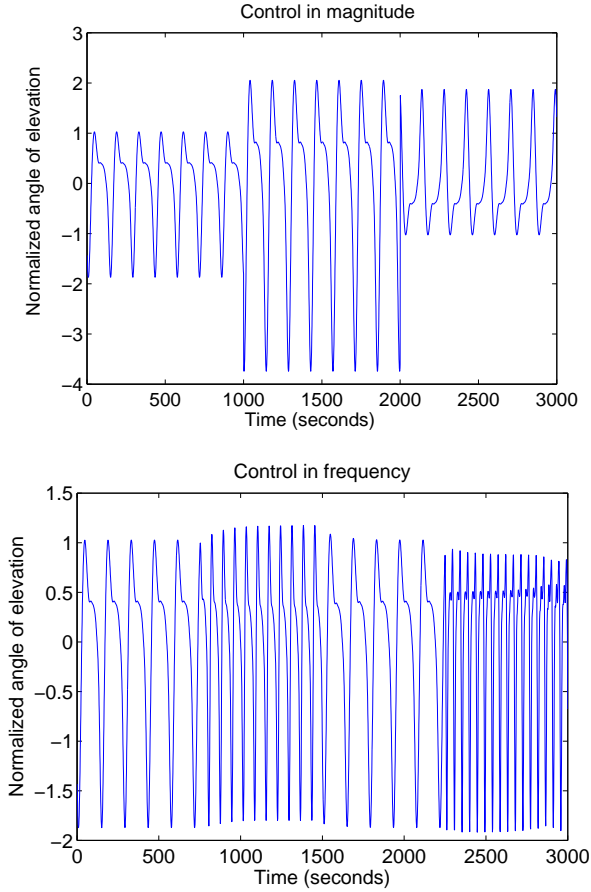 Control in magnitude
Normalized angle of elevation
3
2
1
0
−1
−2
−3
−4
0 500 1000 1500 2000 2500 3000
Time (seconds)
Control in frequency
Normalized angle of elevation
1.5
1
0.5
0
−0.5
−1
−1.5
−2
0 500 1000 1500 2000 2500 3000
Time (seconds)